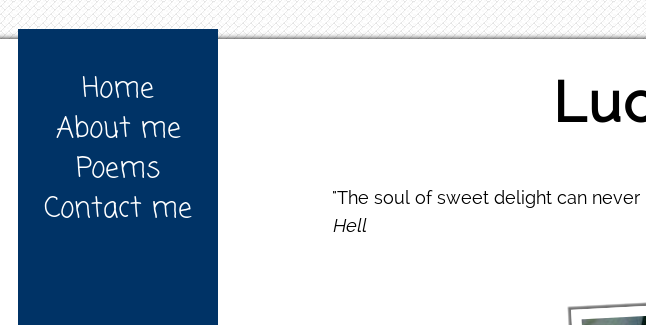 Home
About me
Poems
Contact me
Luc
"The soul of sweet delight can never
Hell